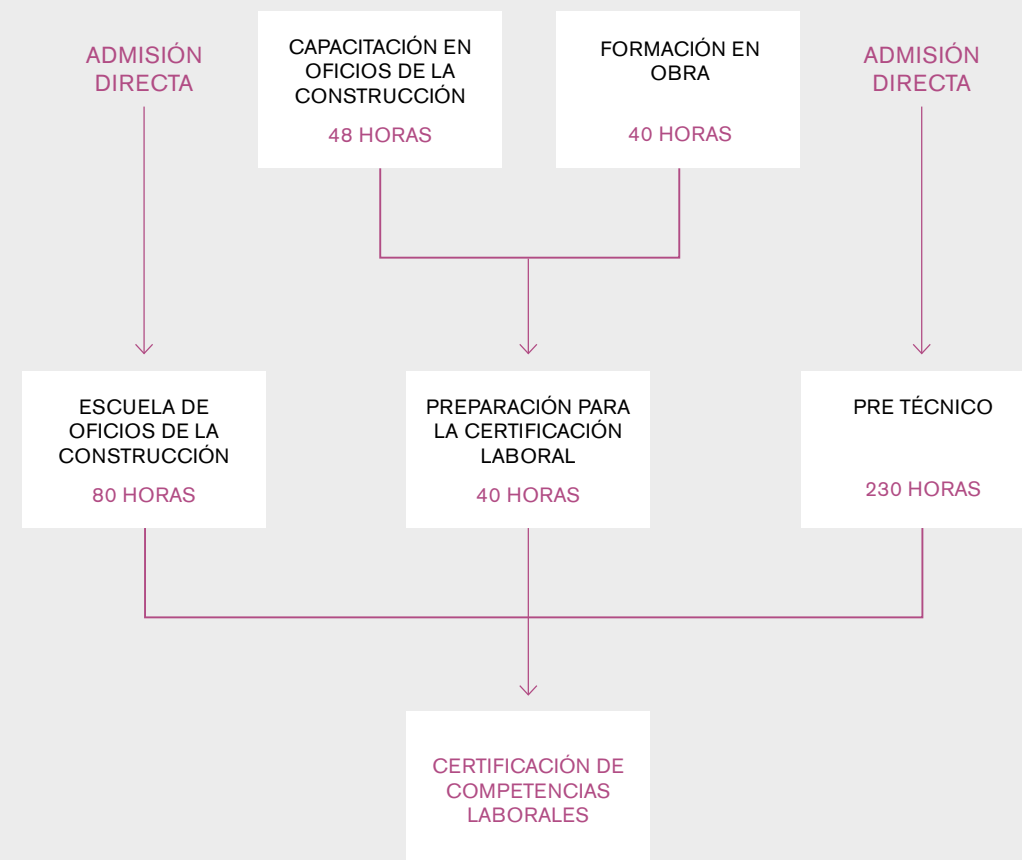 ADMISIÓN
DIRECTA
CAPACITACIÓN EN
OFICIOS DE LA
CONSTRUCCIÓN
48 HORAS
FORMACIÓN EN
OBRA
40 HORAS
ADMISIÓN
DIRECTA
ESCUELA DE
OFICIOS DE LA
CONSTRUCCIÓN
80 HORAS
PREPARACIÓN PARA
LA CERTIFICACIÓN
LABORAL
40 HORAS
PRE TÉCNICO
230 HORAS
CERTIFICACIÓN DE
COMPETENCIAS
LABORALES